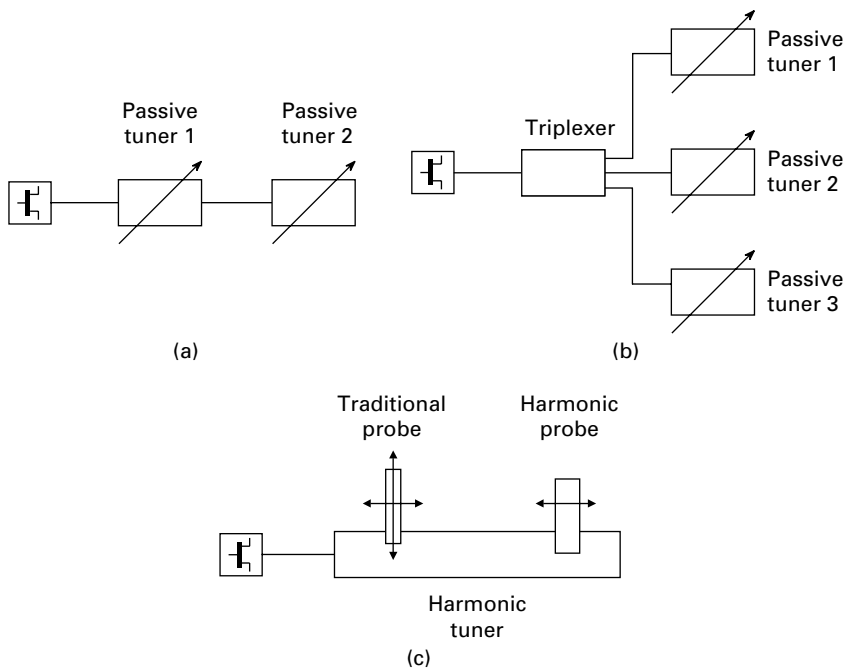 Passive
tuner 1
Passive
tuner 2
(a)
Triplexer
Passive
tuner 1
Passive
tuner 2
Passive
tuner 3
(b)
Traditional
probe
Harmonic
probe
Harmonic
tuner
(c)